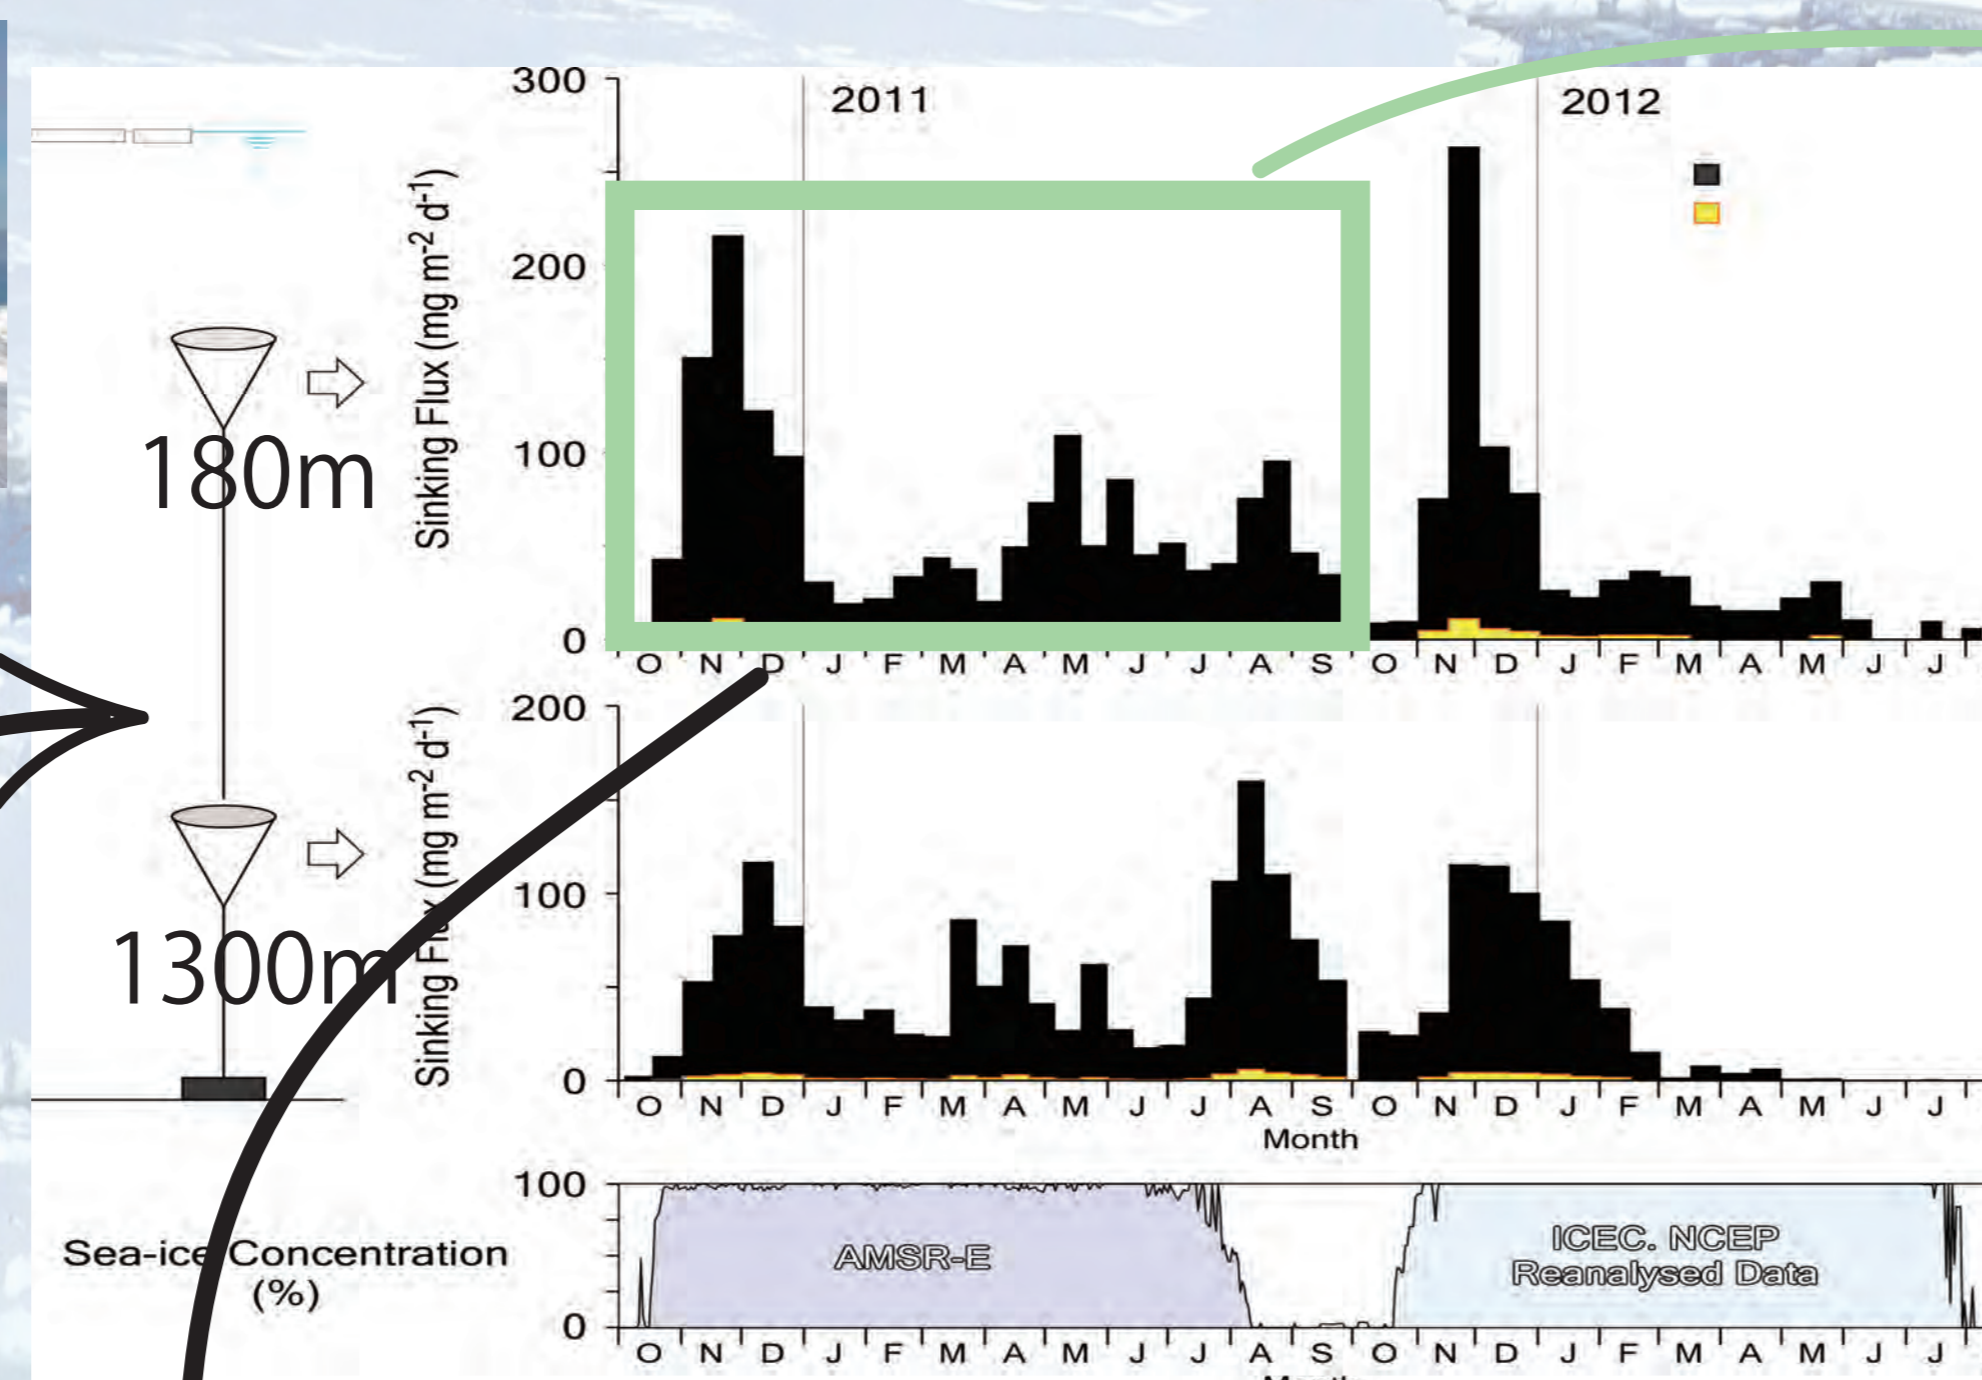 300
2011
2012
Sinking Flux (mg m-2 d-1)
200
100
0
180m
O N D J F M A M J J A S O N D J F M A M J J
200
Sinking Flux (mg m-2 d-1)
100
0
1300m
O N D J F M A M J J A S O N D J F M A M J J
Month
100
Sea-ice Concentration
(%)
AMSR-E
ICEC. NCEP
Reanalysed Data
0
O N D J F M A M J J A S O N D J F M A M J J